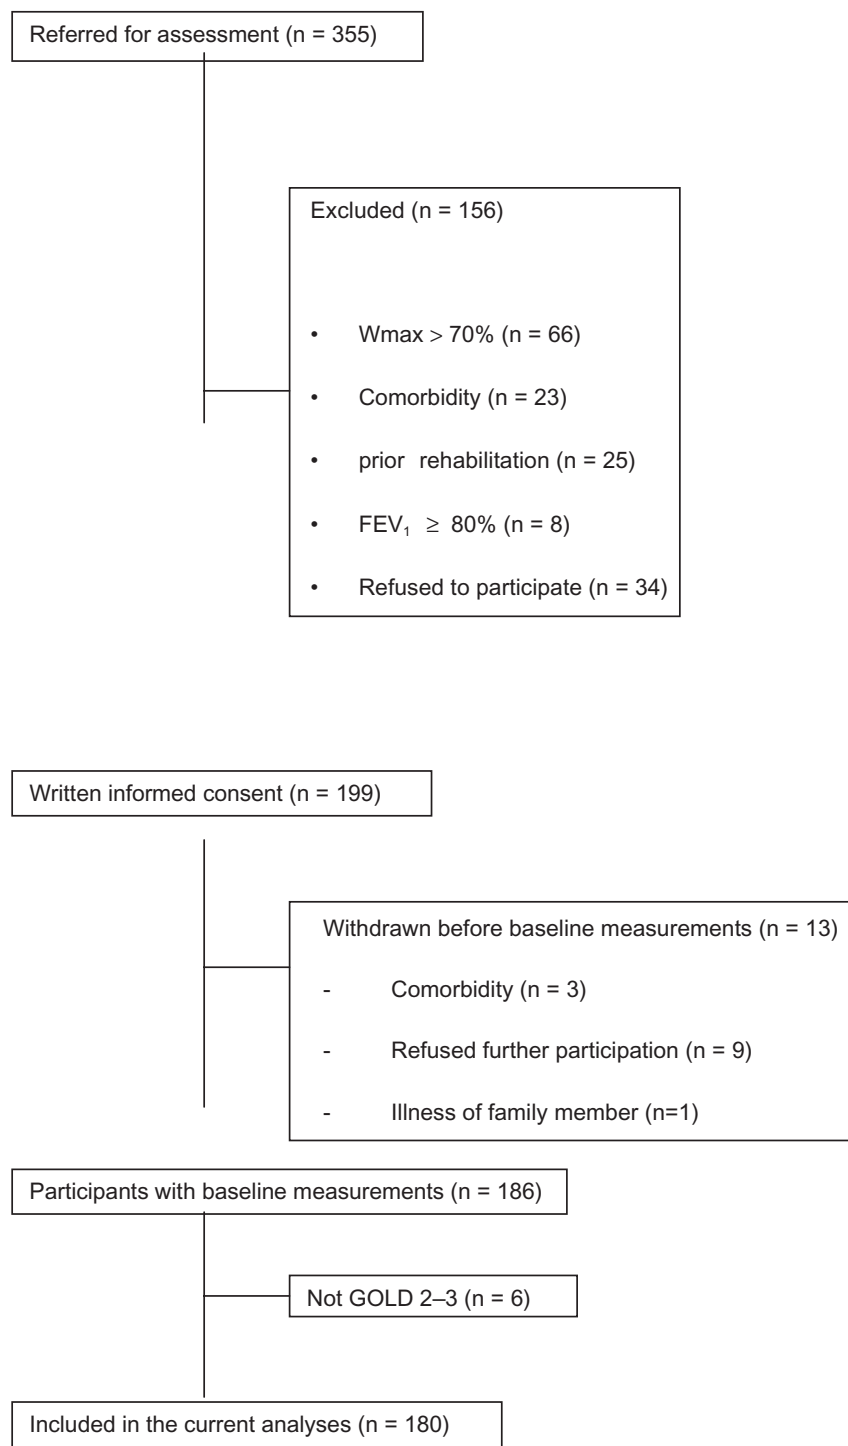 Referred for assessment (n = 355)
Excluded (n = 156)
• Wmax > 70% (n = 66)
• Comorbidity (n = 23)
• prior rehabilitation (n = 25)
• FEV₁ ≥ 80% (n = 8)
• Refused to participate (n = 34)
Written informed consent (n = 199)
Withdrawn before baseline measurements (n = 13)
- Comorbidity (n = 3)
- Refused further participation (n = 9)
- Illness of family member (n=1)
Participants with baseline measurements (n = 186)
Not GOLD 2–3 (n = 6)
Included in the current analyses (n = 180)